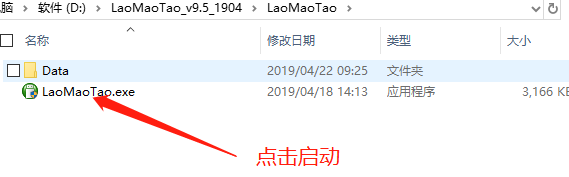 脑 > 软件 (D:) > LaoMaoTao_v9.5_1904 > LaoMaoTao >
名称 修改日期 类型 大小
Data 2019/04/22 09:25 文件夹
LaoMaoTao.exe 2019/04/18 14:13 应用程序 3,166 KB
点击启动